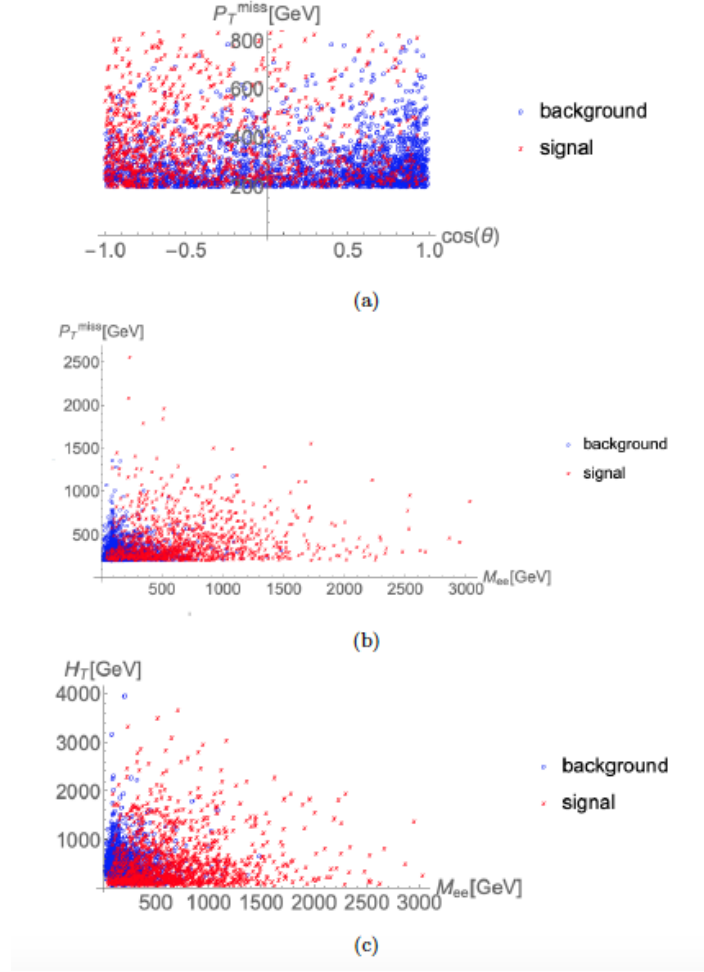 P_T^miss[GeV]
800
600
400
200
background
signal
−1.0 −0.5 0.5 1.0 cos(θ)
(a)
P_T^miss[GeV]
2500
2000
1500
1000
500
background
signal
500 1000 1500 2000 2500 3000 M_ee[GeV]
(b)
H_T[GeV]
4000
3000
2000
1000
background
signal
500 1000 1500 2000 2500 3000 M_ee[GeV]
(c)